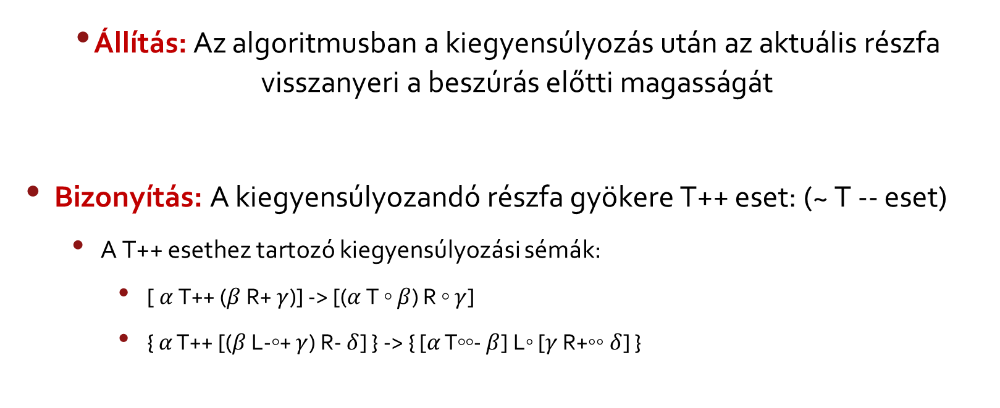 • Állítás: Az algoritmusban a kiegyensúlyozás után az aktuális részfa
visszanyeri a beszúrás előtti magasságát
• Bizonyítás: A kiegyensúlyozandó részfa gyökere T++ eset: (~ T -- eset)
• A T++ esethez tartozó kiegyensúlyozási sémák:
• [ 𝛼 T++ (𝛽 R+ 𝛾)] -> [(𝛼 T ◦ 𝛽) R ◦ 𝛾]
• { 𝛼 T++ [(𝛽 L-◦+ 𝛾) R- 𝛿] } -> { [𝛼 T◦◦- 𝛽] L◦ [𝛾 R+◦◦ 𝛿] }